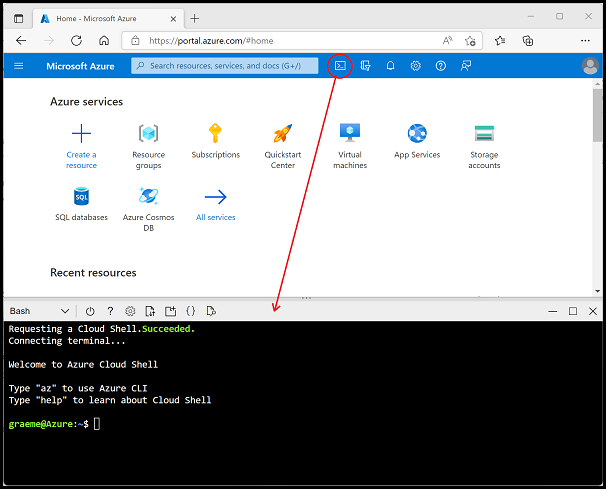 Home - Microsoft Azure
https://portal.azure.com/#home
Microsoft Azure
Search resources, services, and docs (G+/)
Azure services
Create a resource
Resource groups
Subscriptions
Quickstart Center
Virtual machines
App Services
Storage accounts
SQL
SQL databases
Azure Cosmos DB
All services
Recent resources
Bash
Requesting a Cloud Shell.Succeeded.
Connecting terminal...
Welcome to Azure Cloud Shell
Type "az" to use Azure CLI
Type "help" to learn about Cloud Shell
graeme@Azure:~$